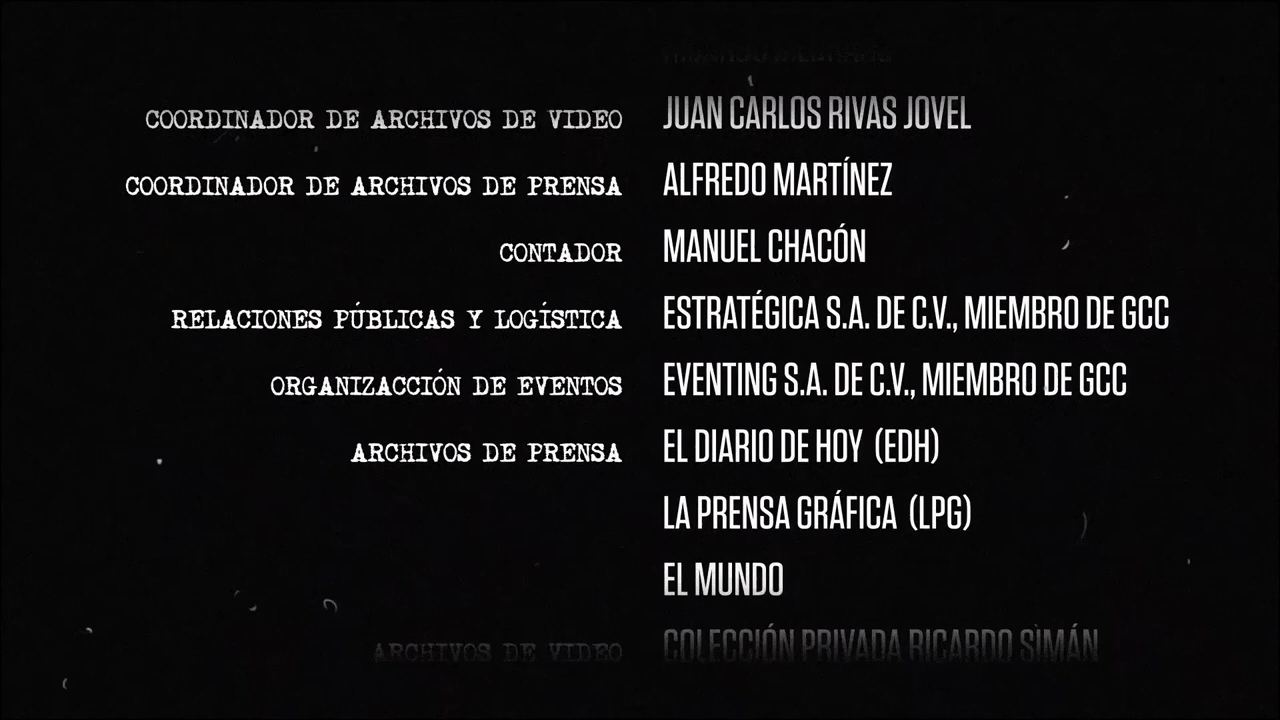 COORDINADOR DE ARCHIVOS DE VIDEO JUAN CARLOS RIVAS JOVEL
COORDINADOR DE ARCHIVOS DE PRENSA ALFREDO MARTÍNEZ
CONTADOR MANUEL CHACÓN
RELACIONES PÚBLICAS Y LOGÍSTICA ESTRATÉGICA S.A. DE C.V., MIEMBRO DE GCC
ORGANIZACCIÓN DE EVENTOS EVENTING S.A. DE C.V., MIEMBRO DE GCC
ARCHIVOS DE PRENSA EL DIARIO DE HOY (EDH)
LA PRENSA GRÁFICA (LPG)
EL MUNDO
ARCHIVOS DE VIDEO COLECCIÓN PRIVADA RICARDO SIMÁN